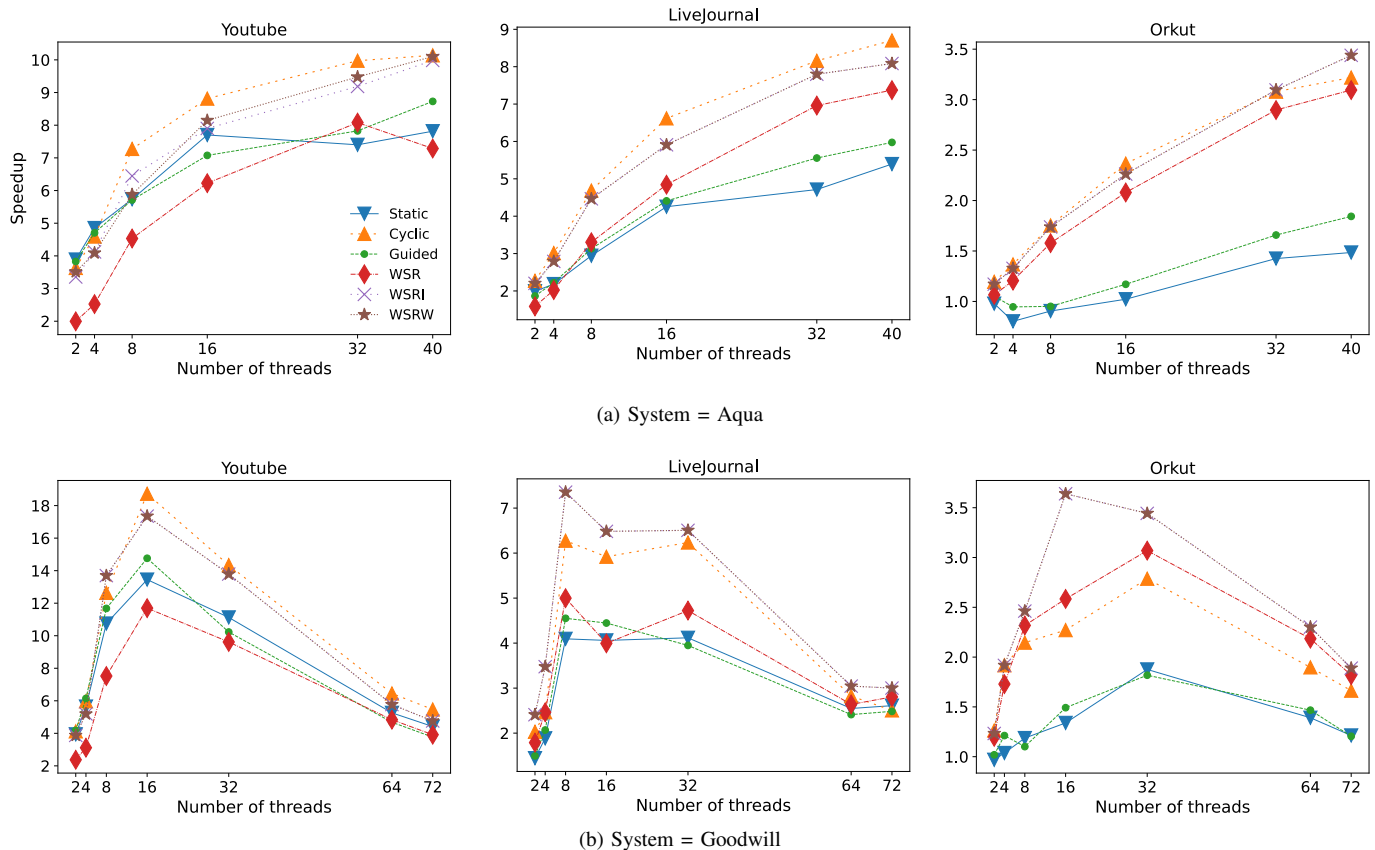 Youtube
LiveJournal
Orkut
Speedup
10
9
8
7
6
5
4
3
2
2 4 8 16 32 40
Number of threads
Static
Cyclic
Guided
WSR
WSRI
WSRW
9
8
7
6
5
4
3
2
2 4 8 16 32 40
Number of threads
3.5
3.0
2.5
2.0
1.5
1.0
2 4 8 16 32 40
Number of threads
(a) System = Aqua
Youtube
LiveJournal
Orkut
18
16
14
12
10
8
6
4
2
2 4 8 16 32 64 72
Number of threads
7
6
5
4
3
2
2 4 8 16 32 64 72
Number of threads
3.5
3.0
2.5
2.0
1.5
1.0
2 4 8 16 32 64 72
Number of threads
(b) System = Goodwill